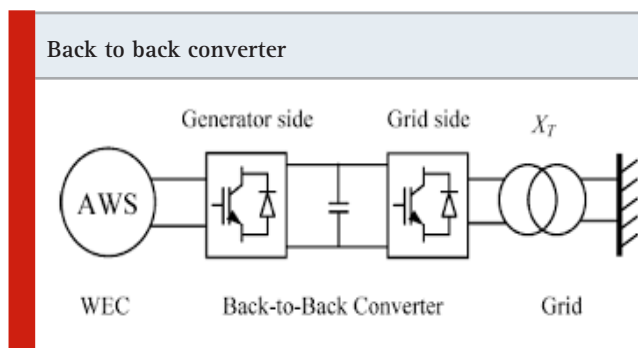 Back to back converter
Generator side Grid side X_T
AWS
WEC Back-to-Back Converter Grid